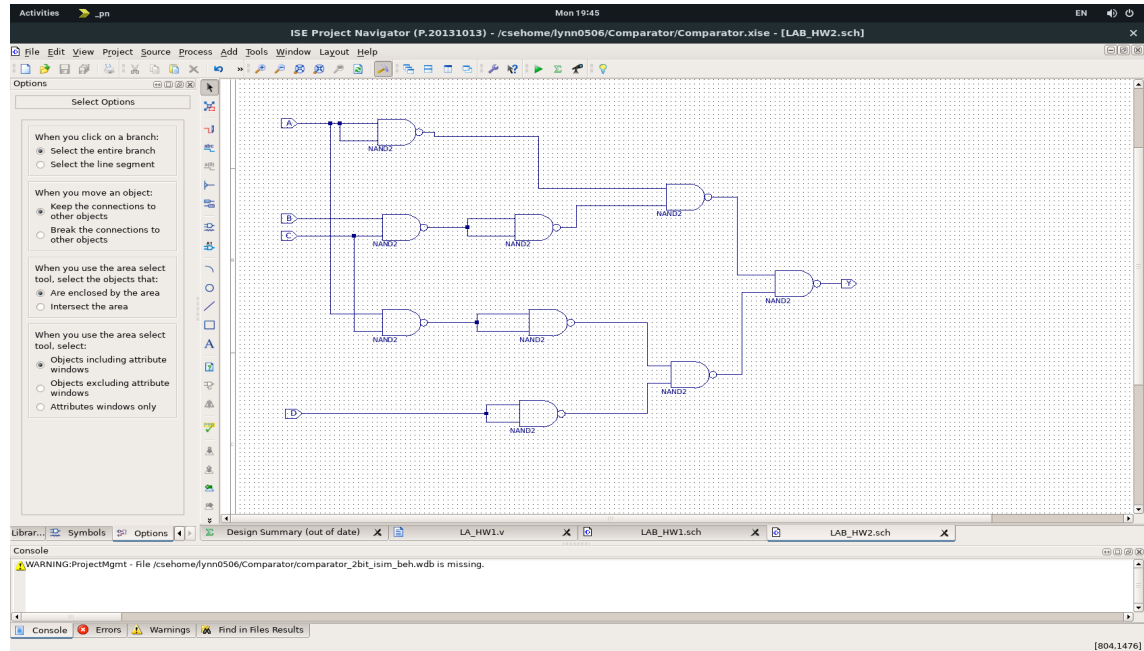 Activities _pn Mon 19:45 EN
ISE Project Navigator (P.20131013) - /csehome/lynn0506/Comparator/Comparator.xise - [LAB_HW2.sch]
File Edit View Project Source Process Add Tools Window Layout Help
Options
Select Options
When you click on a branch:
Select the entire branch
Select the line segment
When you move an object:
Keep the connections to
other objects
Break the connections to
other objects
When you use the area select
tool, select the objects that:
Are enclosed by the area
Intersect the area
When you use the area select
tool, select:
Objects including attribute
windows
Objects excluding attribute
windows
Attributes windows only
A
NAND2
NAND2
B
C
NAND2
NAND2
NAND2
Y
NAND2
NAND2
NAND2
D
NAND2
Librar... Symbols Options Design Summary (out of date) LA_HW1.v LAB_HW1.sch LAB_HW2.sch
Console
WARNING:ProjectMgmt - File /csehome/lynn0506/Comparator/comparator_2bit_isim_beh.wdb is missing.
Console Errors Warnings Find in Files Results
[804,1476]